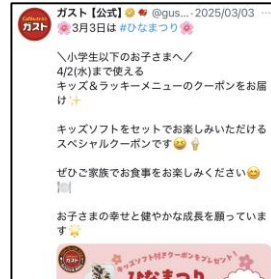 Café レストラン ガスト
ガスト【公式】 @gus... · 2025/03/03 ···
🌸3月3日は #ひなまつり🌸
＼小学生以下のお子さまへ／
4/2(水)まで使える
キッズ＆ラッキーメニューのクーポンをお届
け✨
キッズソフトをセットでお楽しみいただける
スペシャルクーポンです😄🍦
ぜひご家族でお食事をお楽しみください😊
🍽️
お子さまの幸せと健やかな成長を願っていま
す🌟
キッズソフト付きクーポンをプレゼント
ひなまつり